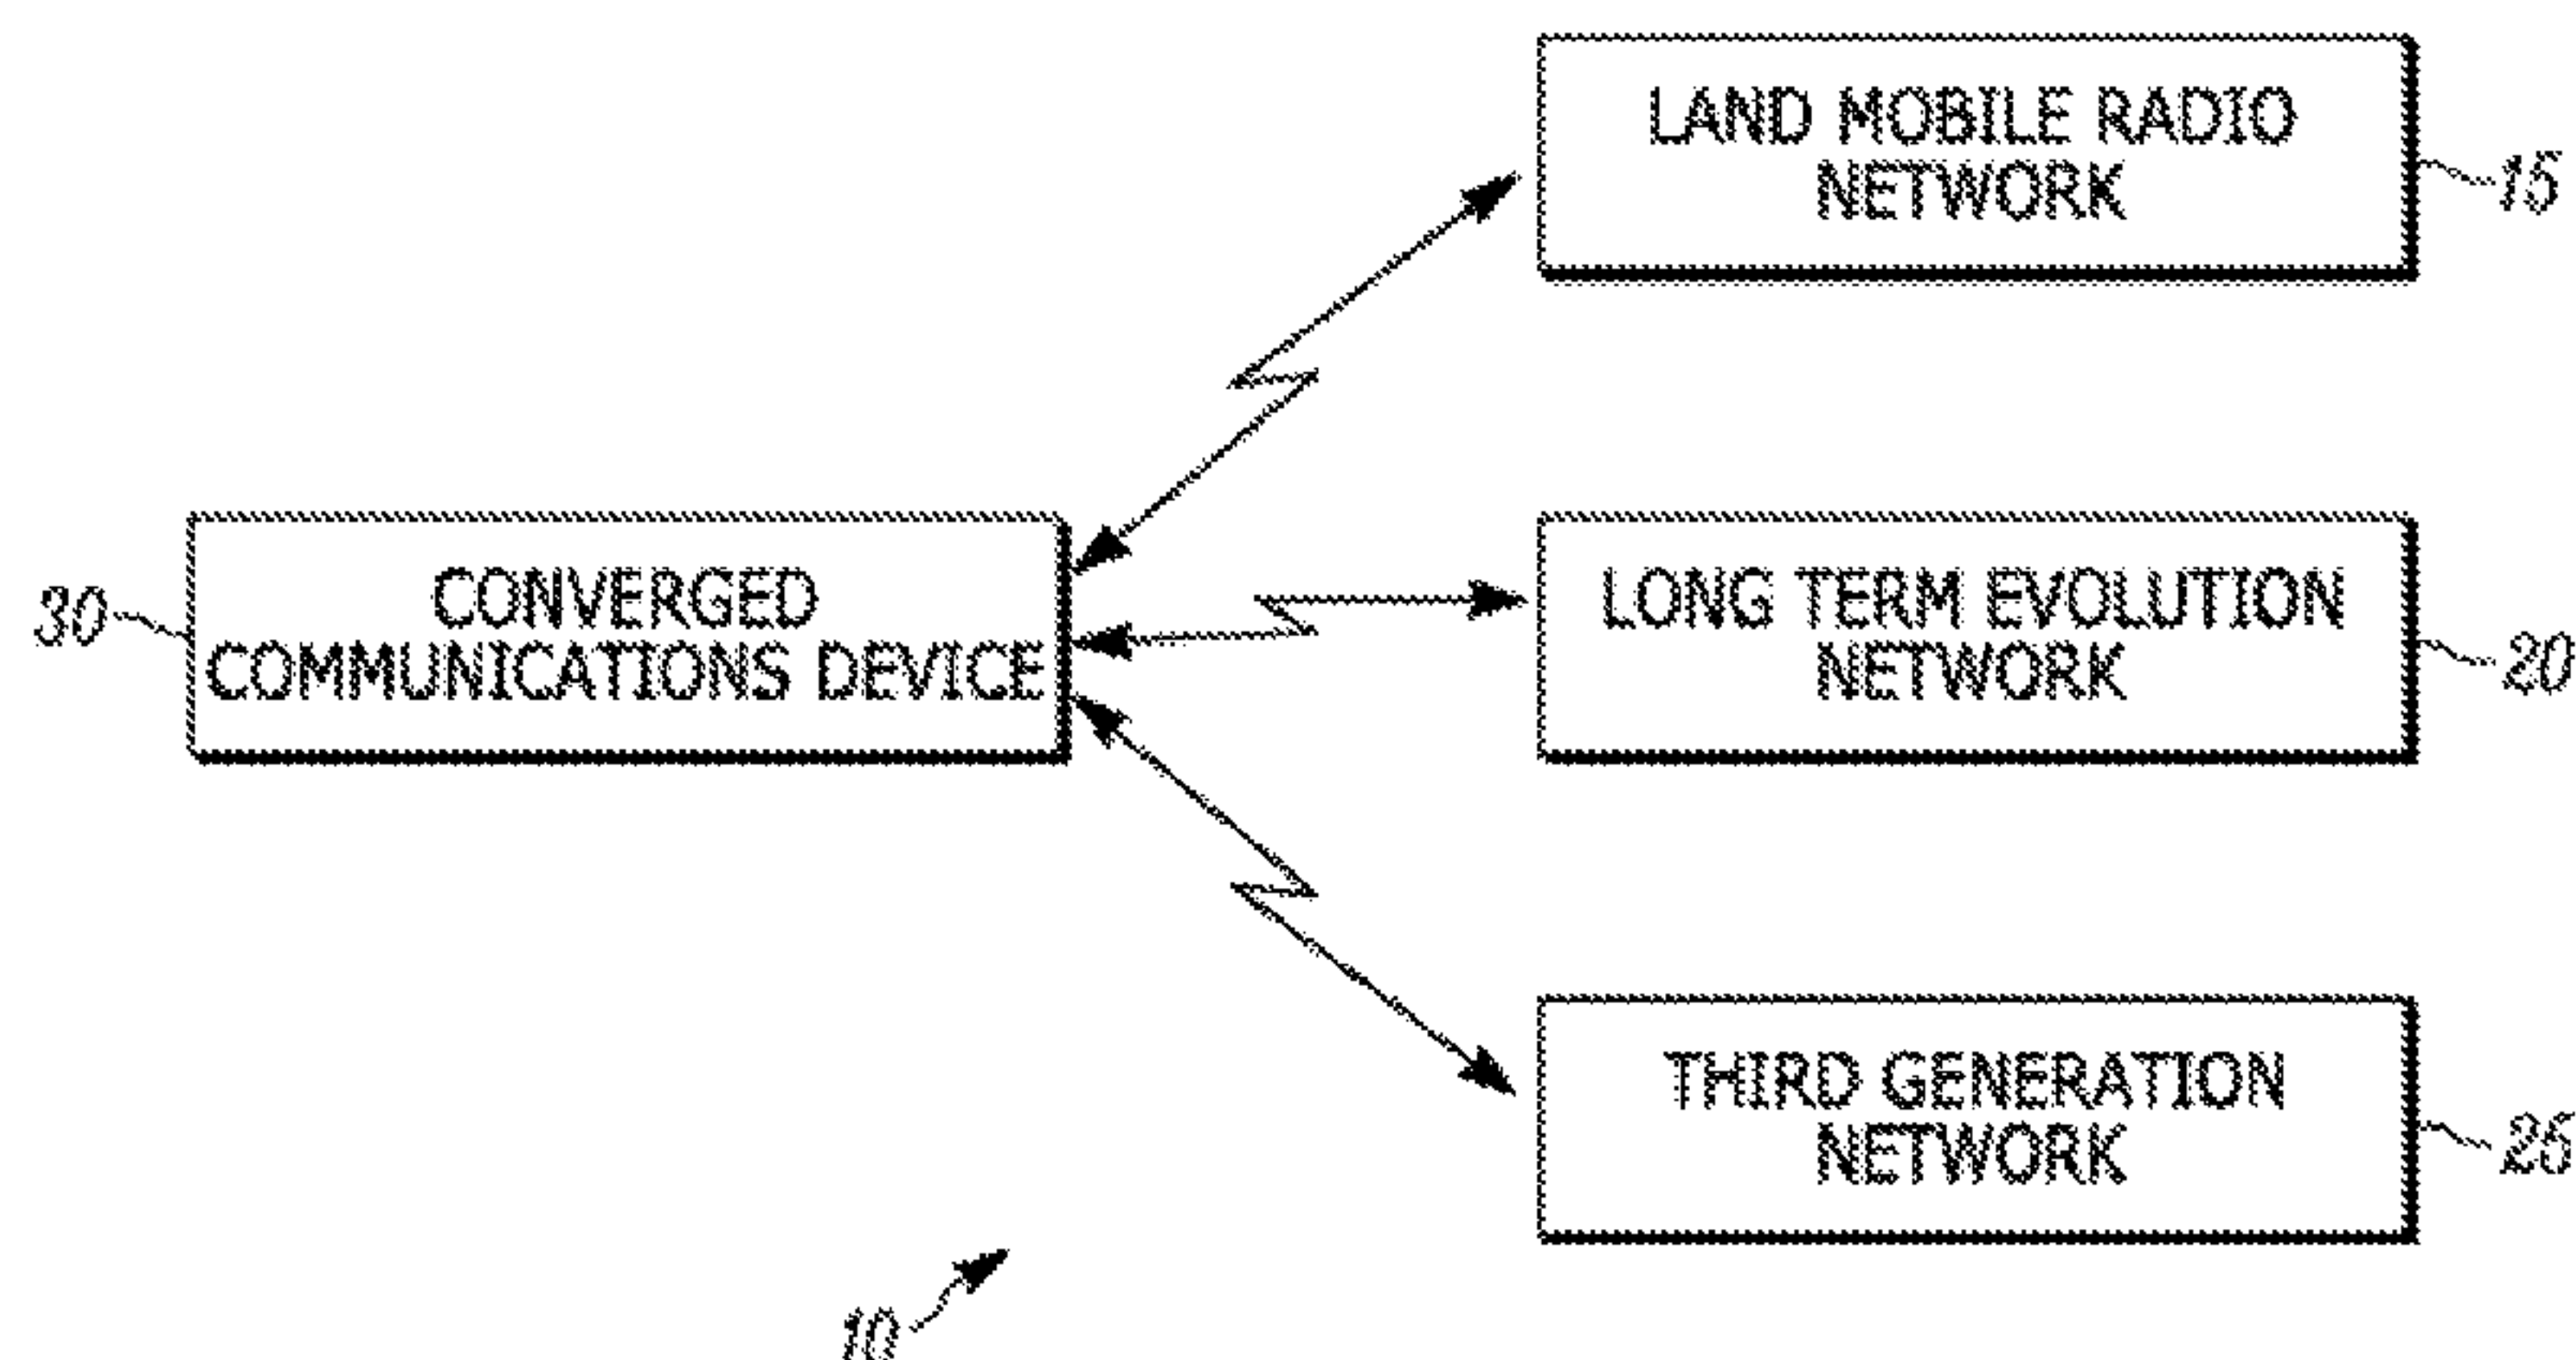 LAND MOBILE RADIO
NETWORK
15
CONVERGED
COMMUNICATIONS DEVICE
30
LONG TERM EVOLUTION
NETWORK
20
THIRD GENERATION
NETWORK
25
10